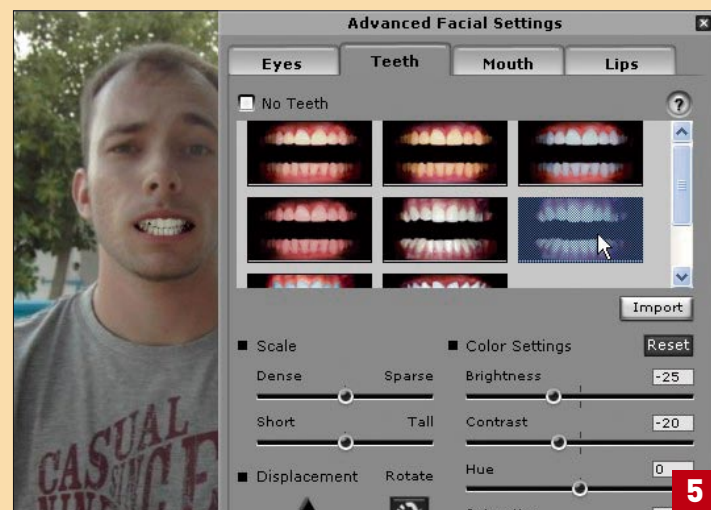 Advanced Facial Settings
Eyes Teeth Mouth Lips
No Teeth
?
Import
Scale
Dense Sparse
Short Tall
Displacement Rotate
Color Settings Reset
Brightness -25
Contrast -20
Hue 0
CASUAL
SINCE
5